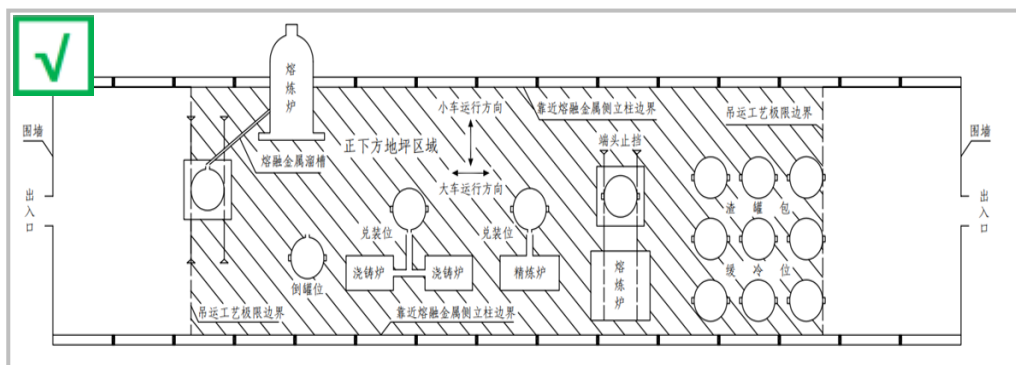 √
熔炼炉
小车运行方向
靠近熔融金属侧立柱边界
吊运工艺极限边界
围墙
正下方地坪区域
端头止挡
围墙
熔融金属溜槽
大车运行方向
出入口
渣罐包
出入口
兑装位
兑装位
缓冷位
浇铸炉
浇铸炉
精炼炉
熔炼炉
倒罐位
吊运工艺极限边界
靠近熔融金属侧立柱边界